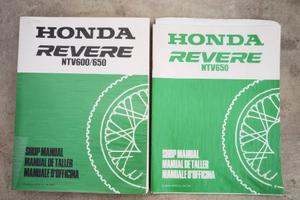 HONDA
REVERE
NTV600/650
SHOP MANUAL
MANUAL DE TALLER
MANUALE D'OFFICINA
HONDA
REVERE
NTV650
SHOP MANUAL
MANUAL DE TALLER
MANUALE D'OFFICINA